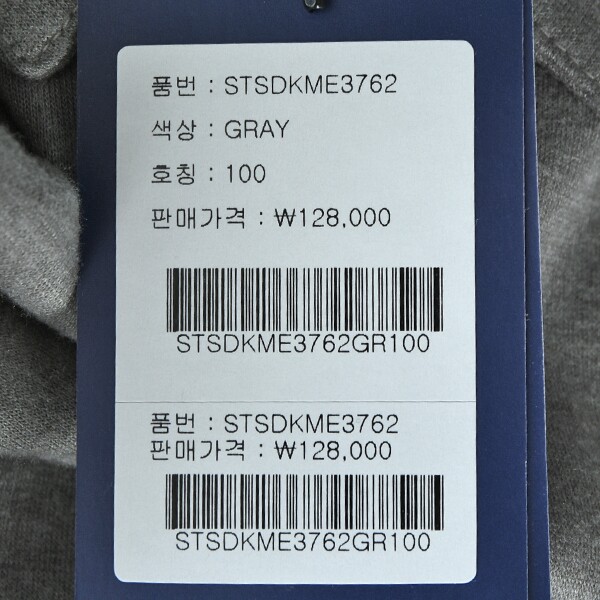 품번 : STSDKME3762
색상 : GRAY
호칭 : 100
판매가격 : ₩128,000
STSDKME3762GR100
품번 : STSDKME3762
판매가격 : ₩128,000
STSDKME3762GR100